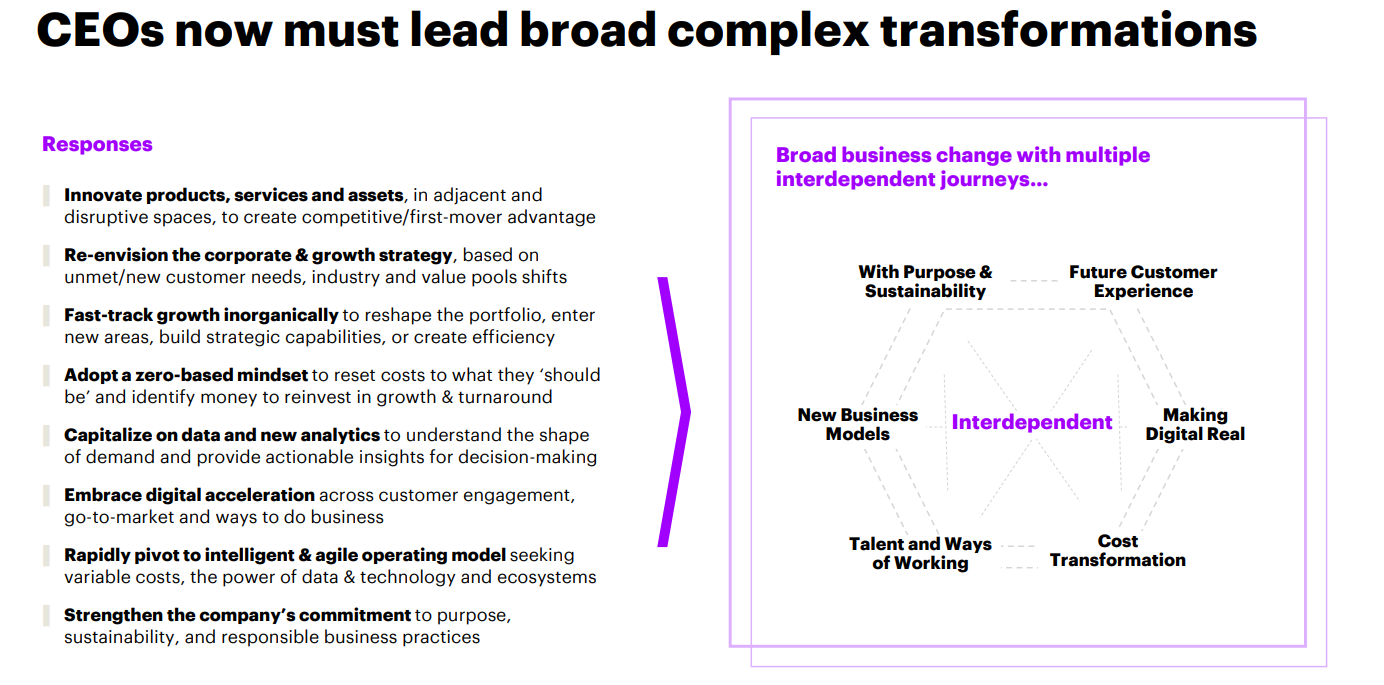 CEOs now must lead broad complex transformations
Responses
Innovate products, services and assets, in adjacent and
disruptive spaces, to create competitive/first-mover advantage
Re-envision the corporate & growth strategy, based on
unmet/new customer needs, industry and value pools shifts
Fast-track growth inorganically to reshape the portfolio, enter
new areas, build strategic capabilities, or create efficiency
Adopt a zero-based mindset to reset costs to what they ‘should
be’ and identify money to reinvest in growth & turnaround
Capitalize on data and new analytics to understand the shape
of demand and provide actionable insights for decision-making
Embrace digital acceleration across customer engagement,
go-to-market and ways to do business
Rapidly pivot to intelligent & agile operating model seeking
variable costs, the power of data & technology and ecosystems
Strengthen the company’s commitment to purpose,
sustainability, and responsible business practices
Broad business change with multiple
interdependent journeys...
With Purpose &
Sustainability
Future Customer
Experience
New Business
Models
Interdependent
Making
Digital Real
Talent and Ways
of Working
Cost
Transformation